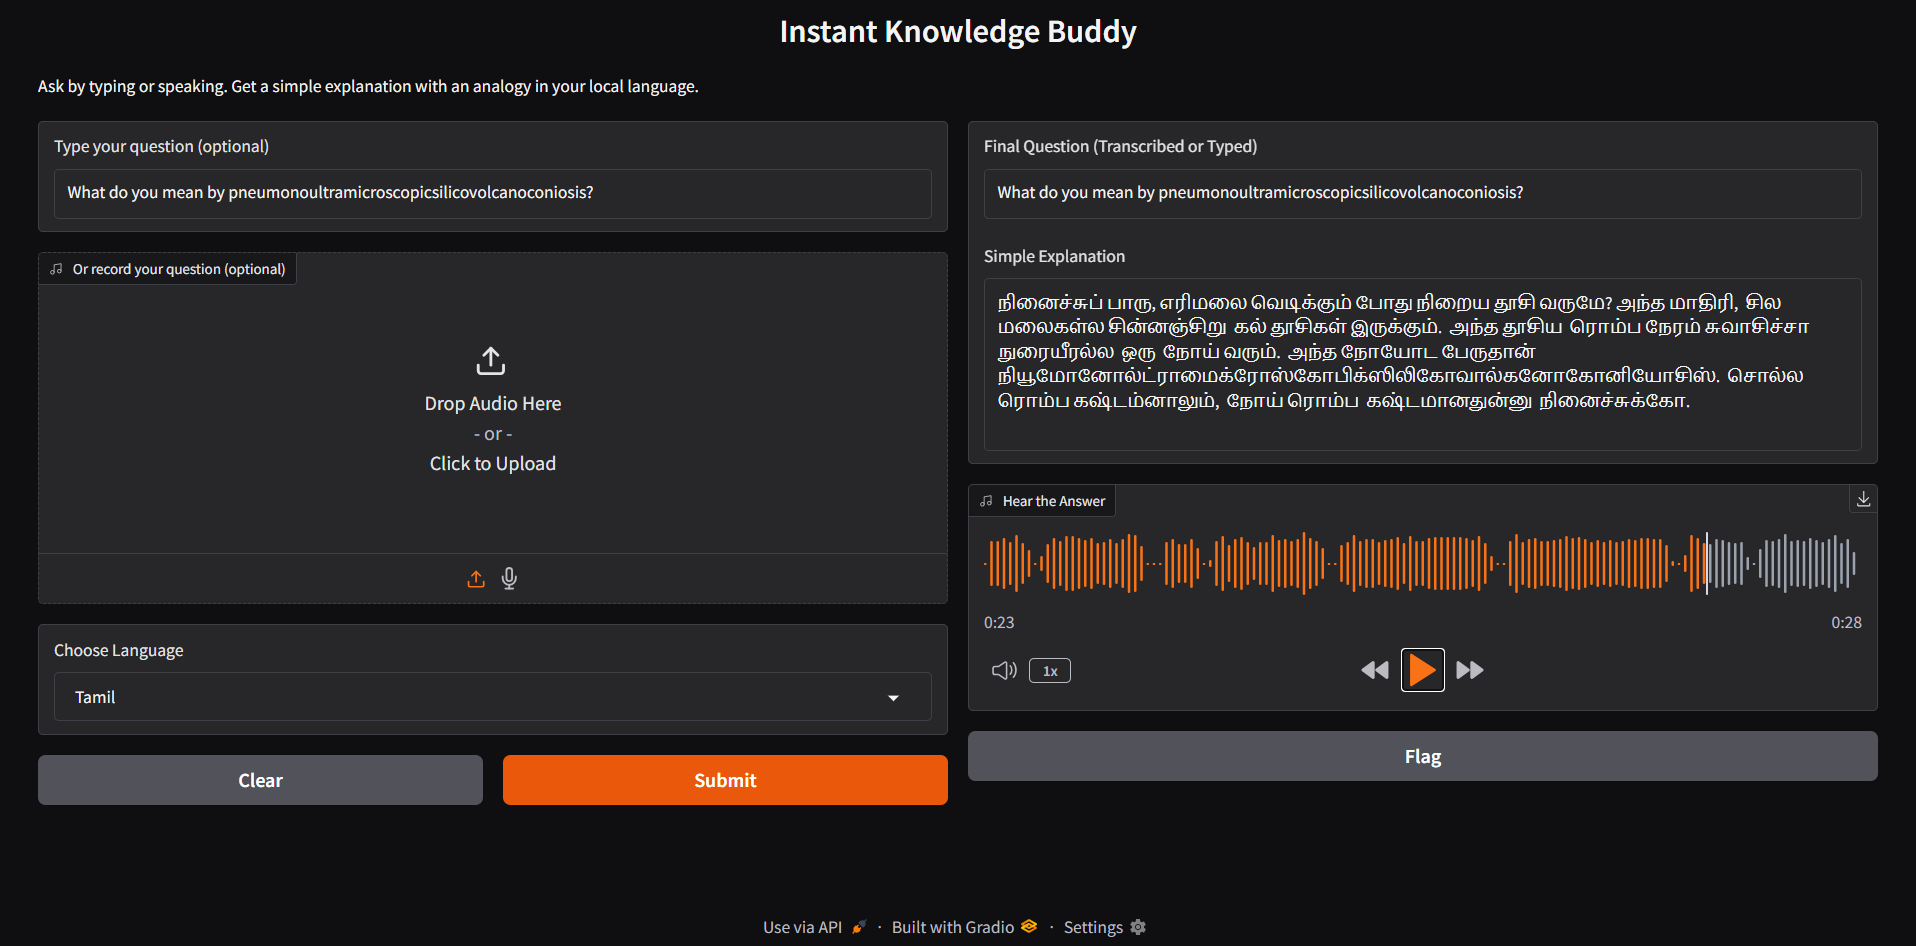 Instant Knowledge Buddy
Ask by typing or speaking. Get a simple explanation with an analogy in your local language.
Type your question (optional)
What do you mean by pneumonoultramicroscopicsilicovolcanoconiosis?
Or record your question (optional)
Drop Audio Here
- or -
Click to Upload
Choose Language
Tamil
Clear
Submit
Final Question (Transcribed or Typed)
What do you mean by pneumonoultramicroscopicsilicovolcanoconiosis?
Simple Explanation
நினைச்சுப் பாரு, எரிமலை வெடிக்கும் போது நிறைய தூசி வருமே? அந்த மாதிரி, சில
மலைகள்ல சின்னஞ்சிறு கல் தூசிகள் இருக்கும். அந்த தூசிய ரொம்ப நேரம் சுவாசிச்சா
நுரையீரல்ல ஒரு நோய் வரும். அந்த நோயோட பேருதான்
நியூமோனோல்ட்ராமைக்ரோஸ்கோபிக்ஸிலிகோவால்கனோகோனியோசிஸ். சொல்ல
ரொம்ப கஷ்டம்னாலும், நோய் ரொம்ப கஷ்டமானதுன்னு நினைச்சுக்கோ.
Hear the Answer
0:23
0:28
1x
Flag
Use via API · Built with Gradio · Settings